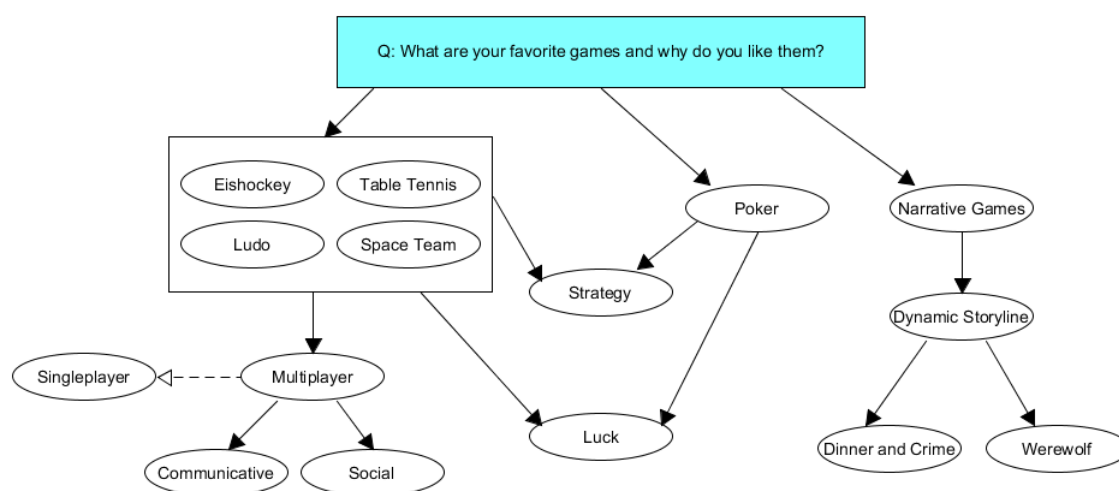 Q: What are your favorite games and why do you like them?
Eishockey
Table Tennis
Ludo
Space Team
Poker
Narrative Games
Strategy
Dynamic Storyline
Singleplayer
Multiplayer
Luck
Dinner and Crime
Werewolf
Communicative
Social